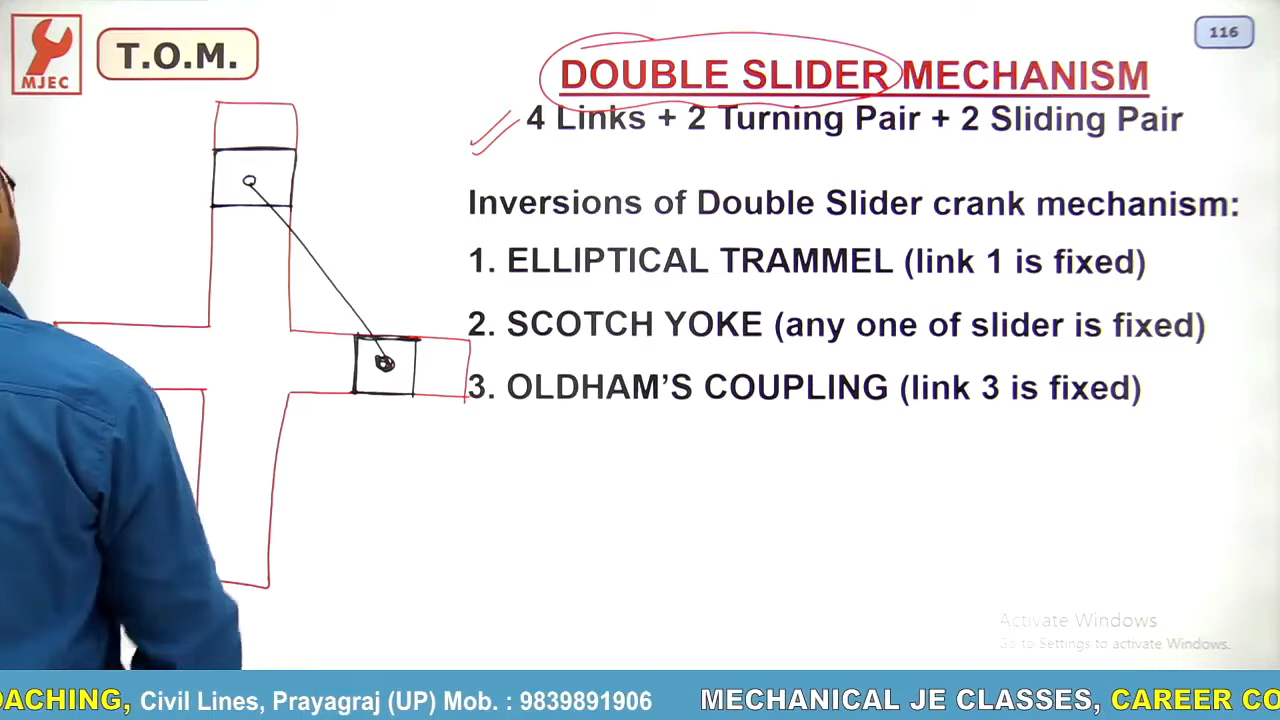 MJEC
T.O.M.
116
DOUBLE SLIDER MECHANISM
4 Links + 2 Turning Pair + 2 Sliding Pair
Inversions of Double Slider crank mechanism:
1. ELLIPTICAL TRAMMEL (link 1 is fixed)
2. SCOTCH YOKE (any one of slider is fixed)
3. OLDHAM’S COUPLING (link 3 is fixed)
Activate Windows
Go to Settings to activate Windows.
OACHING, Civil Lines, Prayagraj (UP) Mob. : 9839891906 MECHANICAL JE CLASSES, CAREER CO